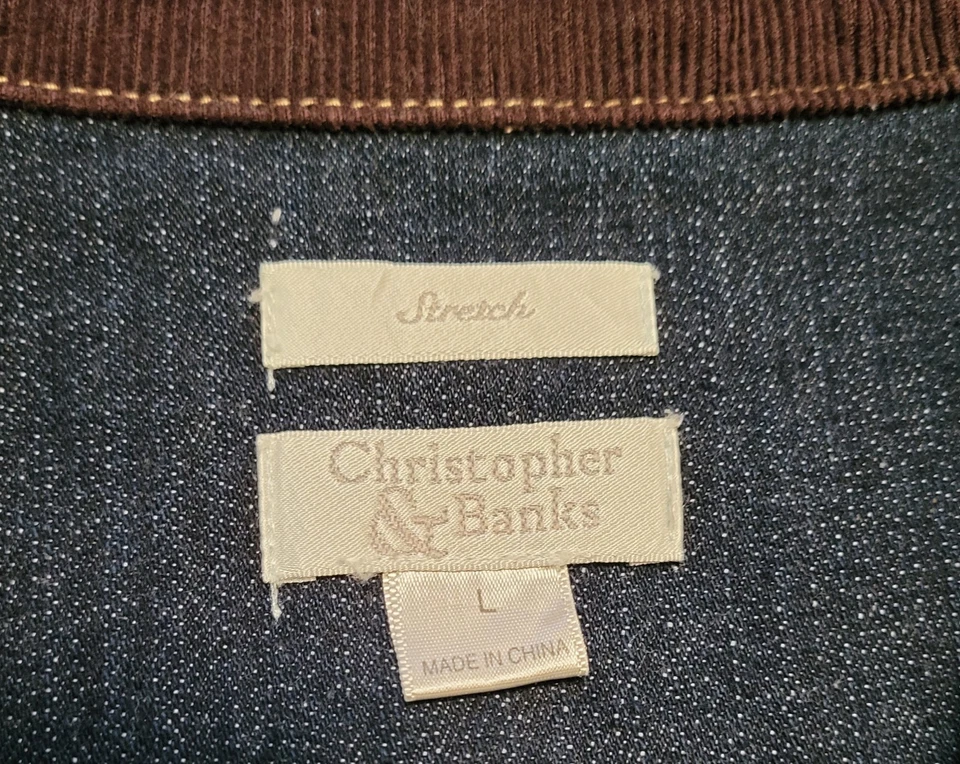 Stretch
Christopher
& Banks
L
MADE IN CHINA